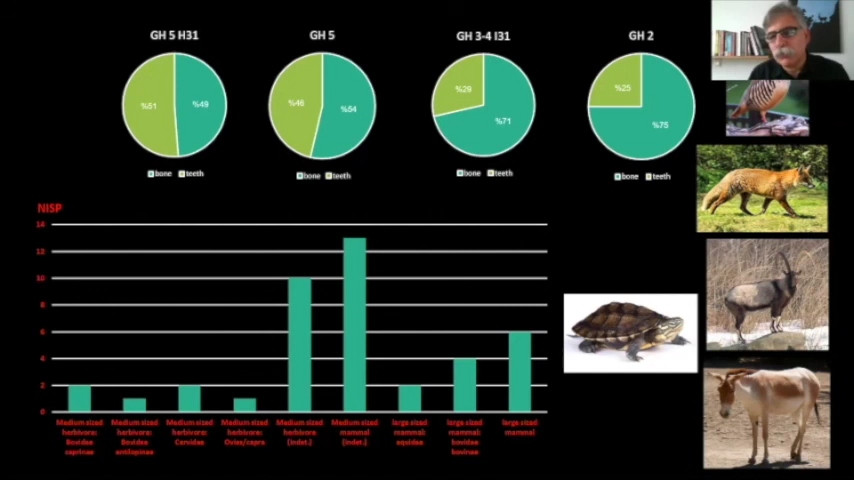 GH 5 H31
GH 5
GH 3-4 I31
GH 2
%51
%49
%46
%54
%29
%71
%25
%75
bone teeth
bone teeth
bone teeth
bone teeth
NISP
14
12
10
8
6
4
2
0
Medium sized
herbivore:
Bovidae
caprinae
Medium sized
herbivore:
Bovidae
antilopinae
Medium sized
herbivore:
Cervidae
Medium sized
herbivore:
Ovies/capra
Medium sized
herbivore
(indet.)
Medium sized
mammal
(indet.)
large sized
mammal:
equidae
large sized
mammal:
bovidae
bovinae
large sized
mammal